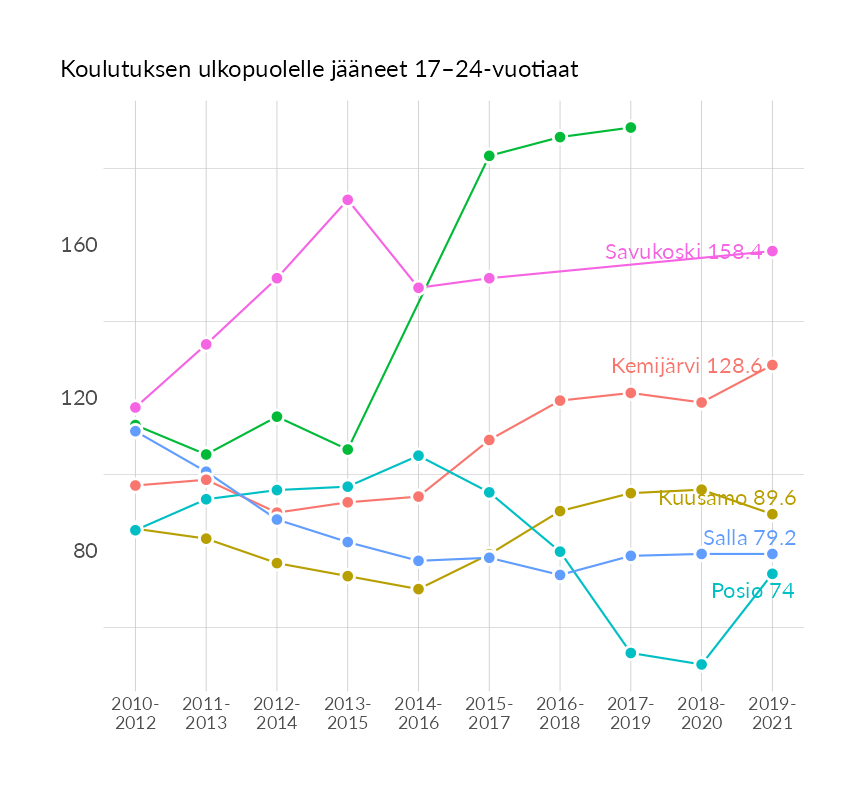 Koulutuksen ulkopuolelle jääneet 17–24-vuotiaat
160
Savukoski 158.4
Kemijärvi 128.6
120
Kuusamo 89.6
Salla 79.2
80
Posio 74
2010- 2011- 2012- 2013- 2014- 2015- 2016- 2017- 2018- 2019-
2012 2013 2014 2015 2016 2017 2018 2019 2020 2021